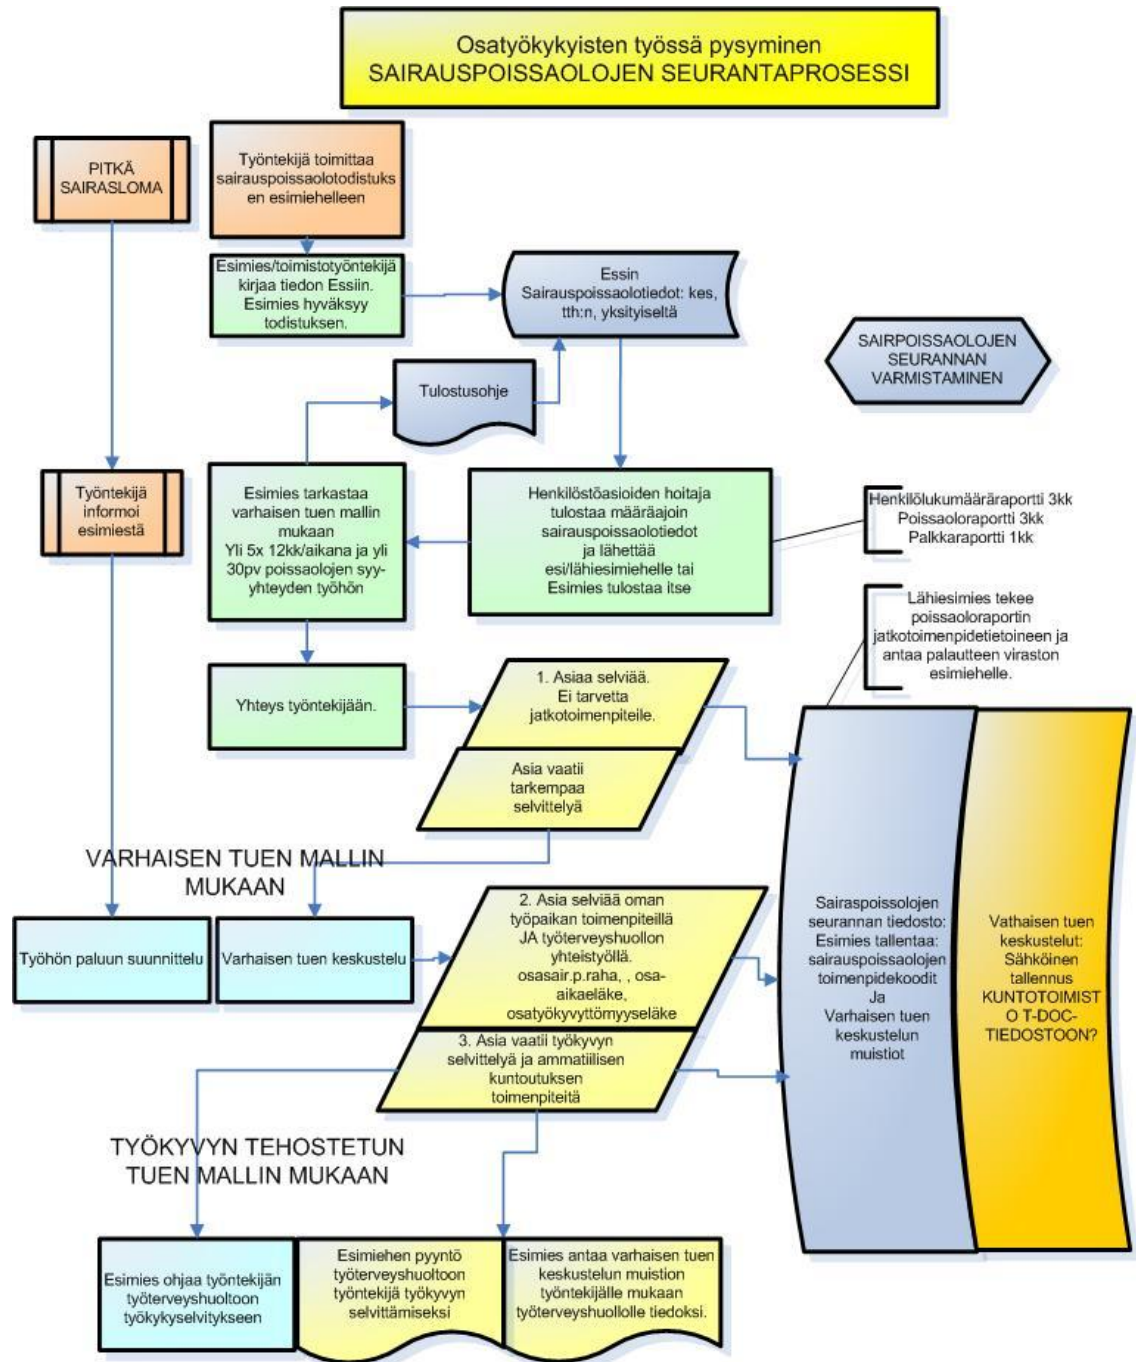 Osatyökykyisten työssä pysyminen
SAIRAUSPOISSAOLOJEN SEURANTAPROSESSI
PITKÄ
SAIRASLOMA
Työntekijä toimittaa
sairauspoissaolotodistuks
en esimiehelleen
Esimies/toimistotyöntekijä
kirjaa tiedon Essiin.
Esimies hyväksyy
todistuksen.
Essin
Sairauspoissaolotiedot: kes,
tth:n, yksityiseltä
SAIRPOISSAOLOJEN
SEURANNAN
VARMISTAMINEN
Tulostusohje
Työntekijä
informoi
esimiestä
Esimies tarkastaa
varhaisen tuen mallin
mukaan
Yli 5x 12kk/aikana ja yli
30pv poissaolojen syy-
yhteyden työhön
Henkilöstöasioiden hoitaja
tulostaa määräajoin
sairauspoissaolotiedot
ja lähettää
esi/lähiesimiehelle tai
Esimies tulostaa itse
Henkilölukumääräraportti 3kk
Poissaoloraportti 3kk
Palkkaraportti 1kk
Lähiesimies tekee
poissaoloraportin
jatkotoimenpidetietoineen ja
antaa palautteen viraston
esimiehelle.
Yhteys työntekijään.
1. Asiaa selviää.
Ei tarvetta
jatkotoimenpiteile.
Asia vaatii
tarkempaa
selvittelyä
VARHAISEN TUEN MALLIN
MUKAAN
Työhön paluun suunnittelu
Varhaisen tuen keskustelu
2. Asia selviää oman
työpaikan toimenpiteillä
JA työterveyshuollon
yhteistyöllä.
osasair.p.raha, , osa-
aikaeläke,
osatyökyvyttömyyseläke
3. Asia vaatii työkyvyn
selvittelyä ja ammatiilisen
kuntoutuksen
toimenpiteitä
Sairaspoissolojen
seurannan tiedosto:
Esimies tallentaa:
sairauspoissaolojen
toimenpidekoodit
Ja
Varhaisen tuen
keskustelun
muistiot
Vathaisen tuen
keskustelut:
Sähköinen
tallennus
KUNTOTOIMIST
O T-DOC-
TIEDOSTOON?
TYÖKYVYN TEHOSTETUN
TUEN MALLIN MUKAAN
Esimies ohjaa työntekijän
työterveyshuoltoon
työkykyselvitykseen
Esimiehen pyyntö
työterveyshuoltoon
työntekijä työkyvyn
selvittämiseksi
Esimies antaa varhaisen tuen
keskustelun muistion
työntekijälle mukaan
työterveyshuollolle tiedoksi.